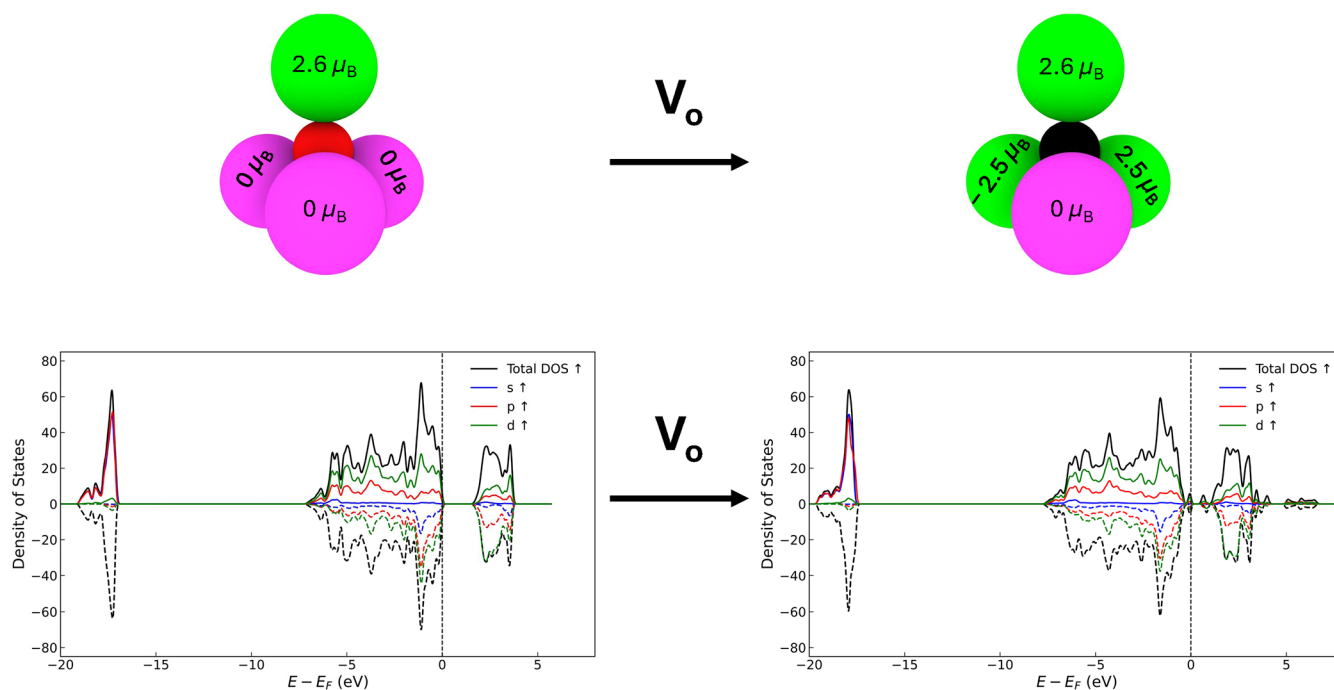 2.6 μB
0 μB
0 μB
0 μB
Vo
2.6 μB
− 2.5 μB
2.5 μB
0 μB
Density of States
80
60
40
20
0
−20
−40
−60
−80
−20
−15
−10
−5
0
5
E − EF (eV)
Total DOS ↑
s ↑
p ↑
d ↑
Vo
Density of States
80
60
40
20
0
−20
−40
−60
−80
−20
−15
−10
−5
0
5
E − EF (eV)
Total DOS ↑
s ↑
p ↑
d ↑